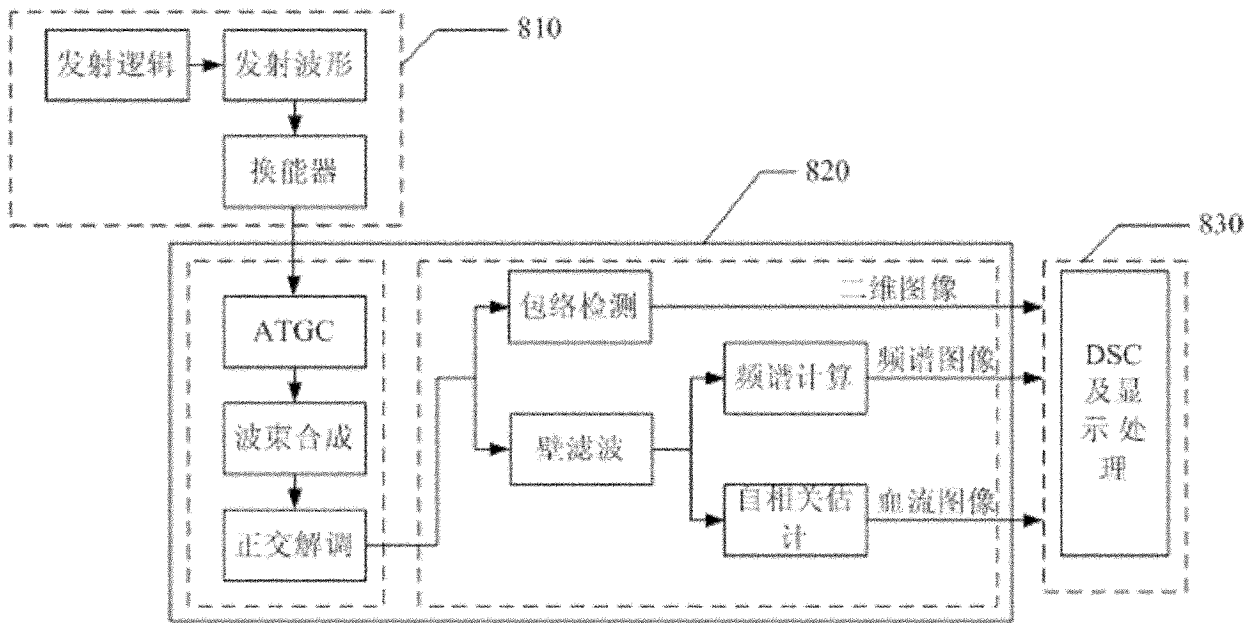 810
发射逻辑
发射波形
换能器
820
830
ATGC
波束合成
正交解调
包络检测
二维图像
壁滤波
频谱计算
频谱图像
自相关估
计
血流图像
DSC
及显
示处
理